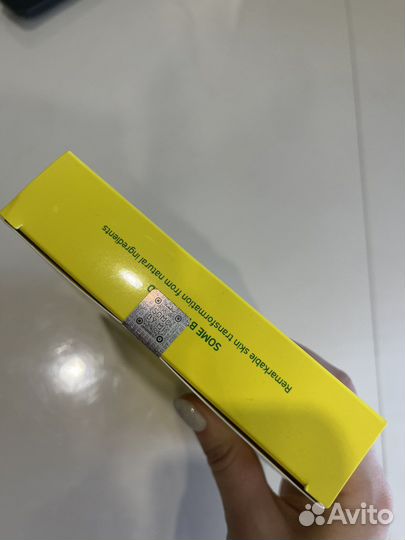 SOME B
Remarkable skin transformation from natural ingredients
Avito